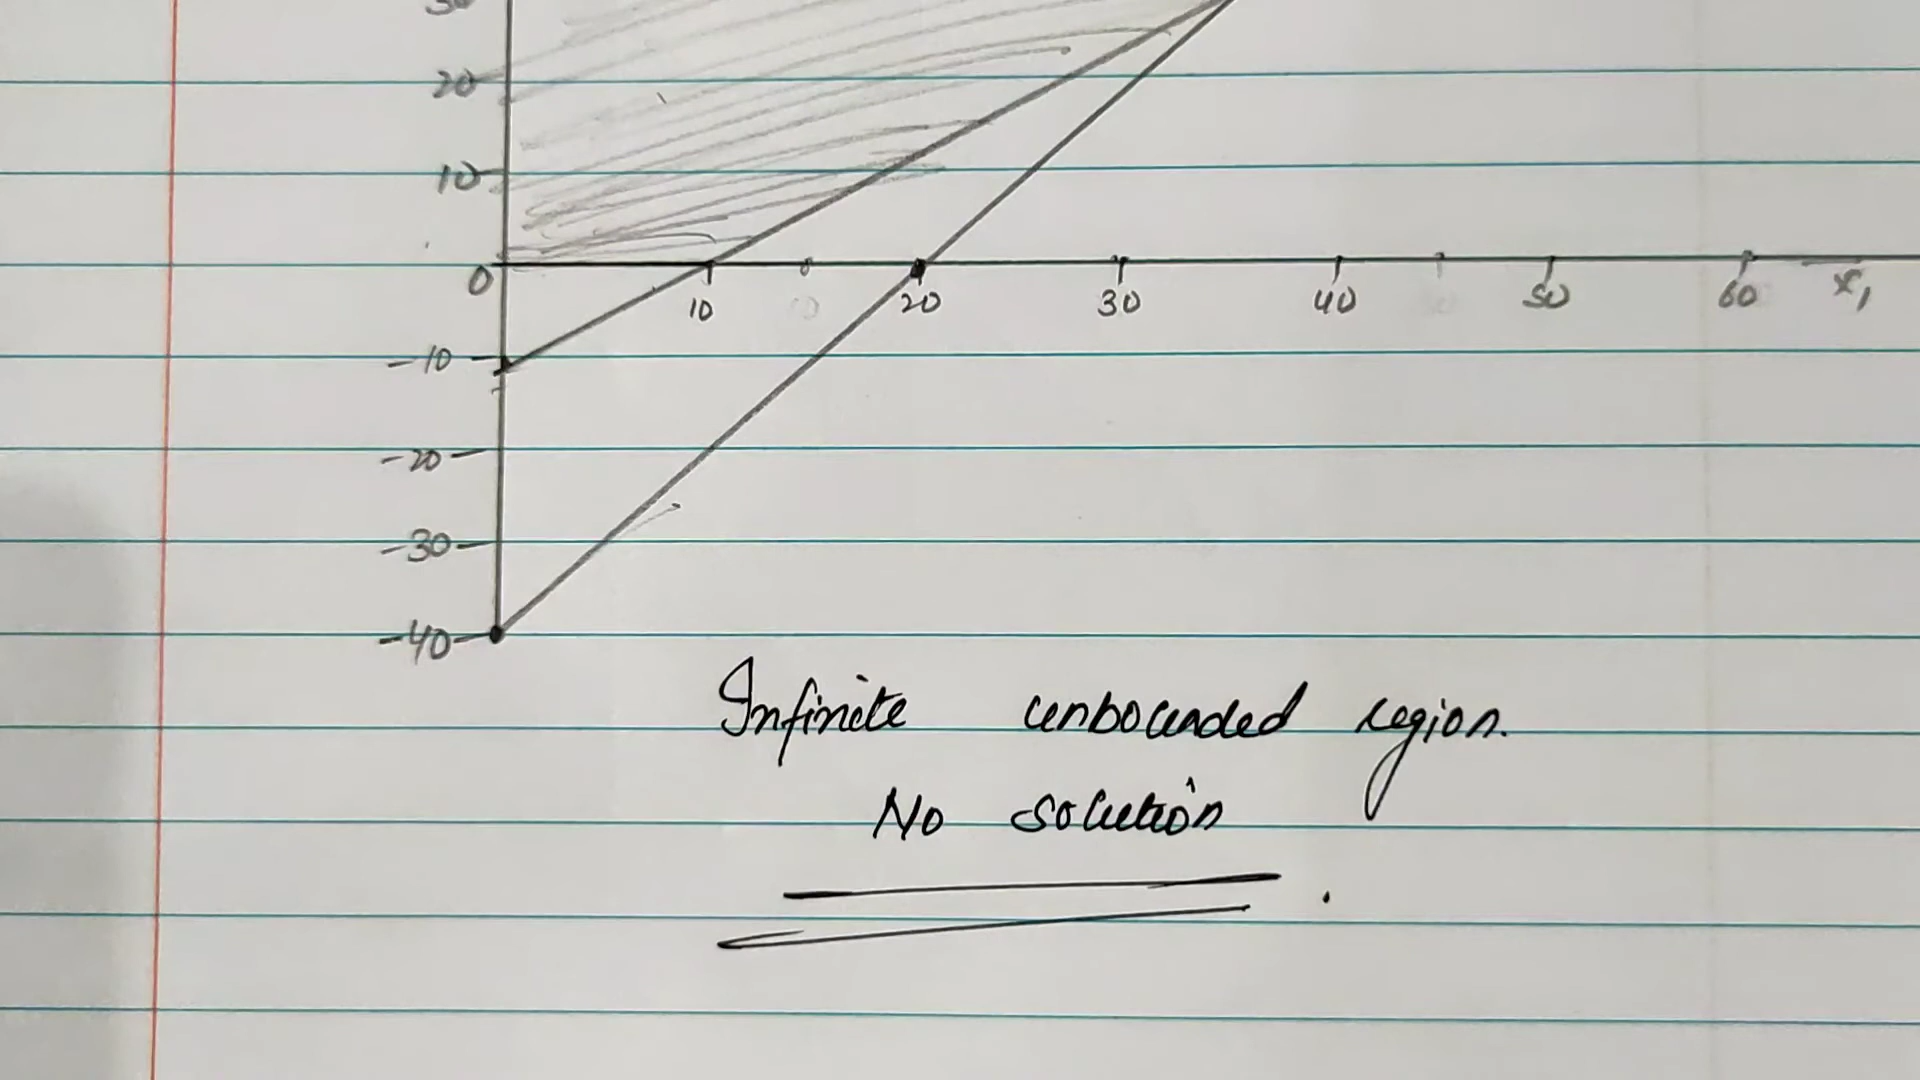 30
20
10
0
10 20 30 40 50 60 x₁
-10
-20
-30
-40
Infinite unbounded region.
No solution